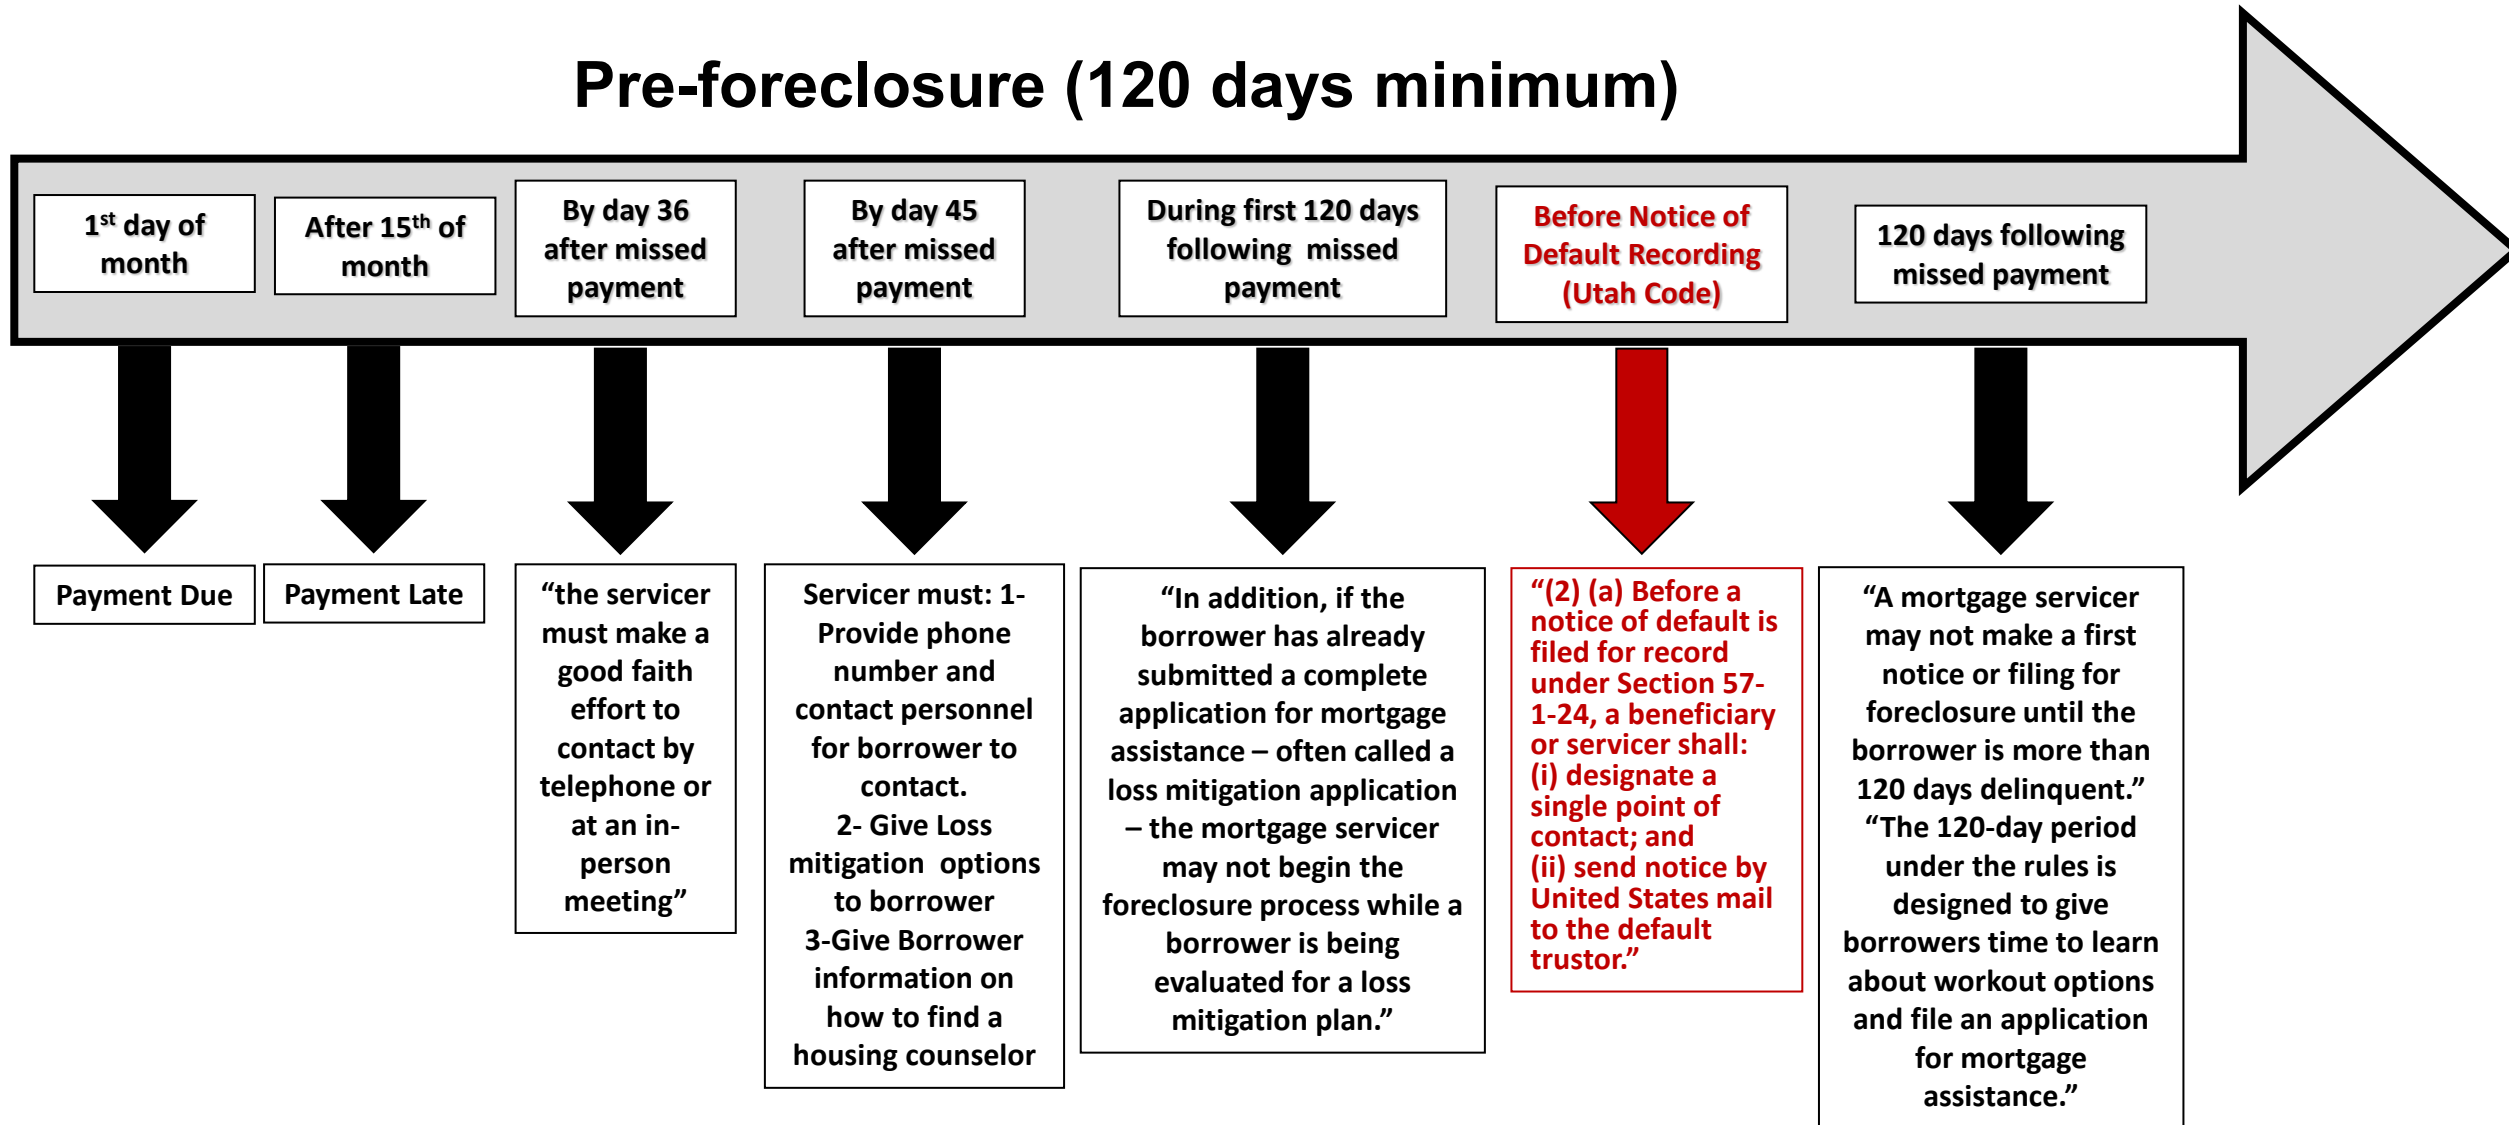 Pre-foreclosure (120 days minimum)
1st day of
month
After 15th of
month
By day 36
after missed
payment
By day 45
after missed
payment
During first 120 days
following  missed
payment
Before Notice of
Default Recording
(Utah Code)
120 days following
missed payment
Payment Due
Payment Late
“the servicer
must make a
good faith
effort to
contact by
telephone or
at an in-
person
meeting”
Servicer must: 1-
Provide phone
number and
contact personnel
for borrower to
contact.
2- Give Loss
mitigation  options
to borrower
3-Give Borrower
information on
how to find a
housing counselor
“In addition, if the
borrower has already
submitted a complete
application for mortgage
assistance – often called a
loss mitigation application
– the mortgage servicer
may not begin the
foreclosure process while a
borrower is being
evaluated for a loss
mitigation plan.”
“(2) (a) Before a
notice of default is
filed for record
under Section 57-
1-24, a beneficiary
or servicer shall:
(i) designate a
single point of
contact; and
(ii) send notice by
United States mail
to the default
trustor.”
“A mortgage servicer
may not make a first
notice or filing for
foreclosure until the
borrower is more than
120 days delinquent.”
“The 120-day period
under the rules is
designed to give
borrowers time to learn
about workout options
and file an application
for mortgage
assistance.”